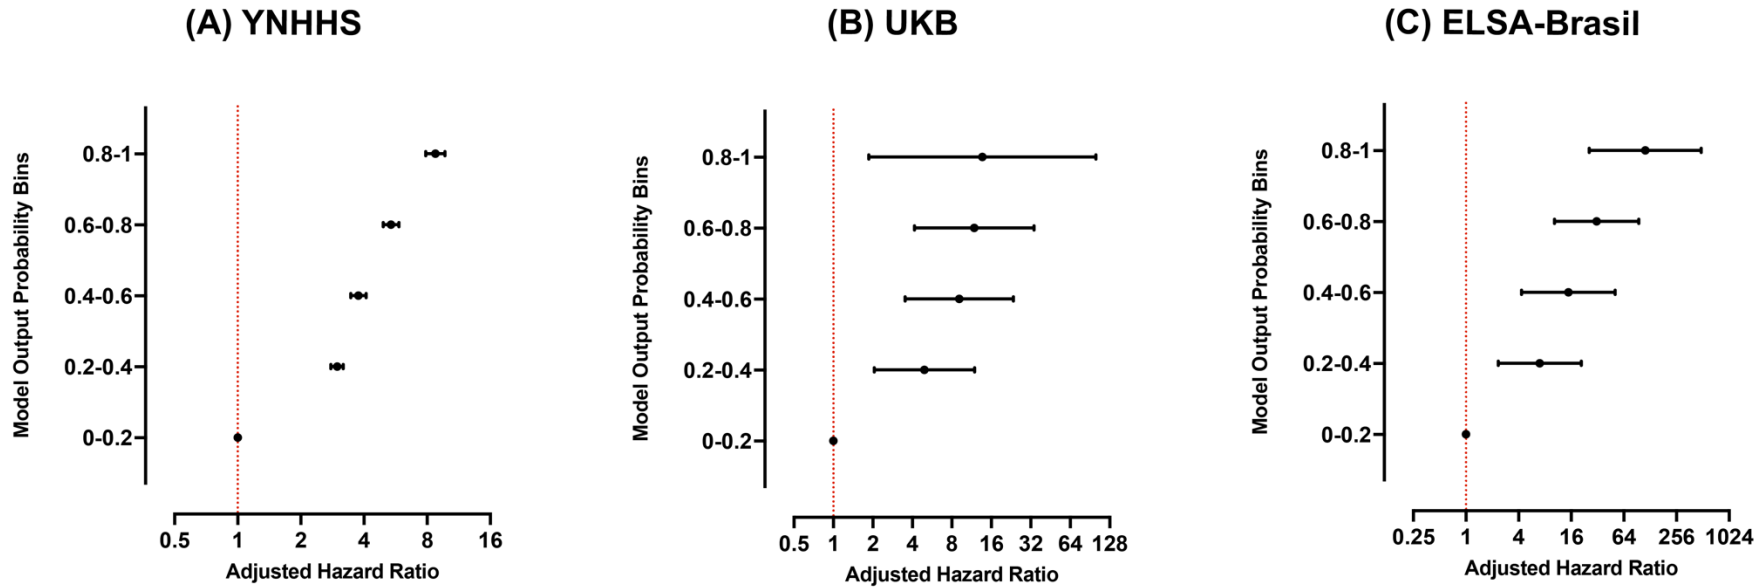 (A) YNHHS
Model Output Probability Bins
0.8-1
0.6-0.8
0.4-0.6
0.2-0.4
0-0.2
0.5 1 2 4 8 16
Adjusted Hazard Ratio
(B) UKB
Model Output Probability Bins
0.8-1
0.6-0.8
0.4-0.6
0.2-0.4
0-0.2
0.5 1 2 4 8 16 32 64 128
Adjusted Hazard Ratio
(C) ELSA-Brasil
Model Output Probability Bins
0.8-1
0.6-0.8
0.4-0.6
0.2-0.4
0-0.2
0.25 1 4 16 64 256 1024
Adjusted Hazard Ratio